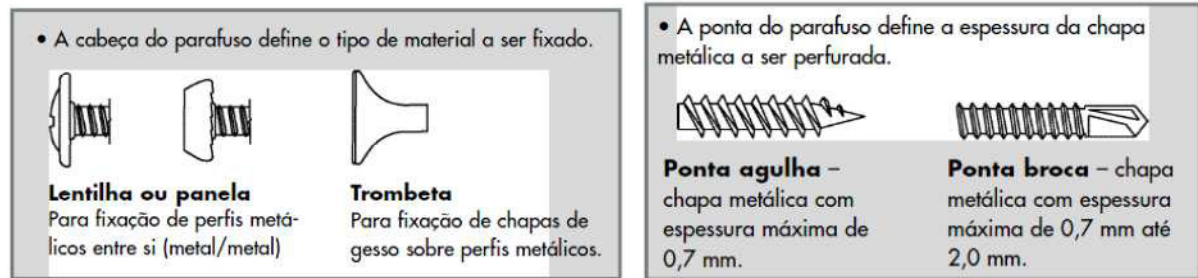 • A cabeça do parafuso define o tipo de material a ser fixado.
Lentilha ou panela
Para fixação de perfis metá-
licos entre si (metal/metal)
Trombeta
Para fixação de chapas de
gesso sobre perfis metálicos.
• A ponta do parafuso define a espessura da chapa
metálica a ser perfurada.
Ponta agulha –
chapa metálica com
espessura máxima de
0,7 mm.
Ponta broca – chapa
metálica com espessura
máxima de 0,7 mm até
2,0 mm.